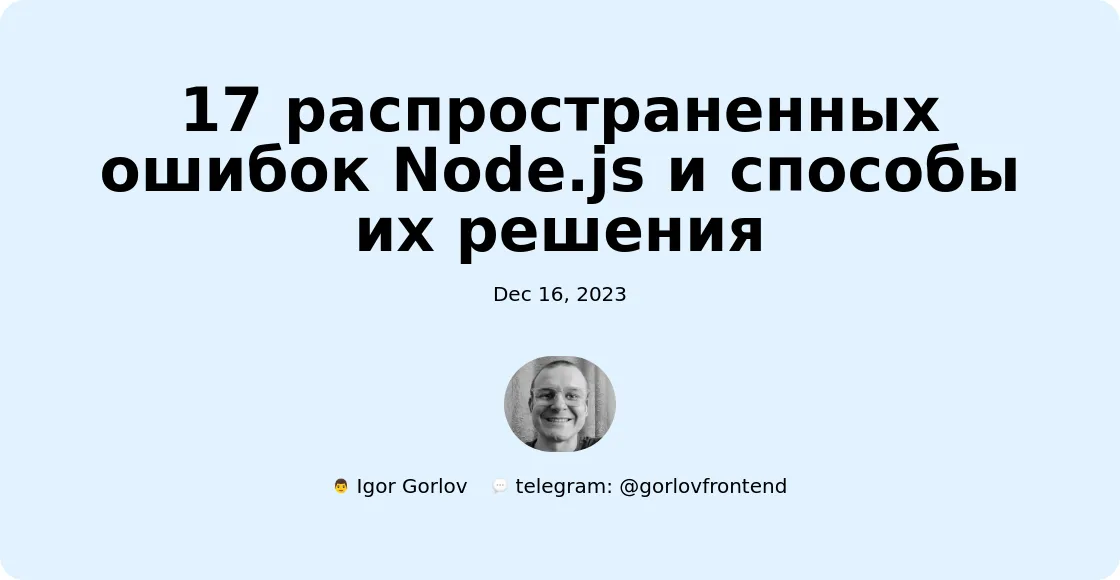 17 распространенных
ошибок Node.js и способы
их решения
Dec 16, 2023
👨 Igor Gorlov 💬 telegram: @gorlovfrontend